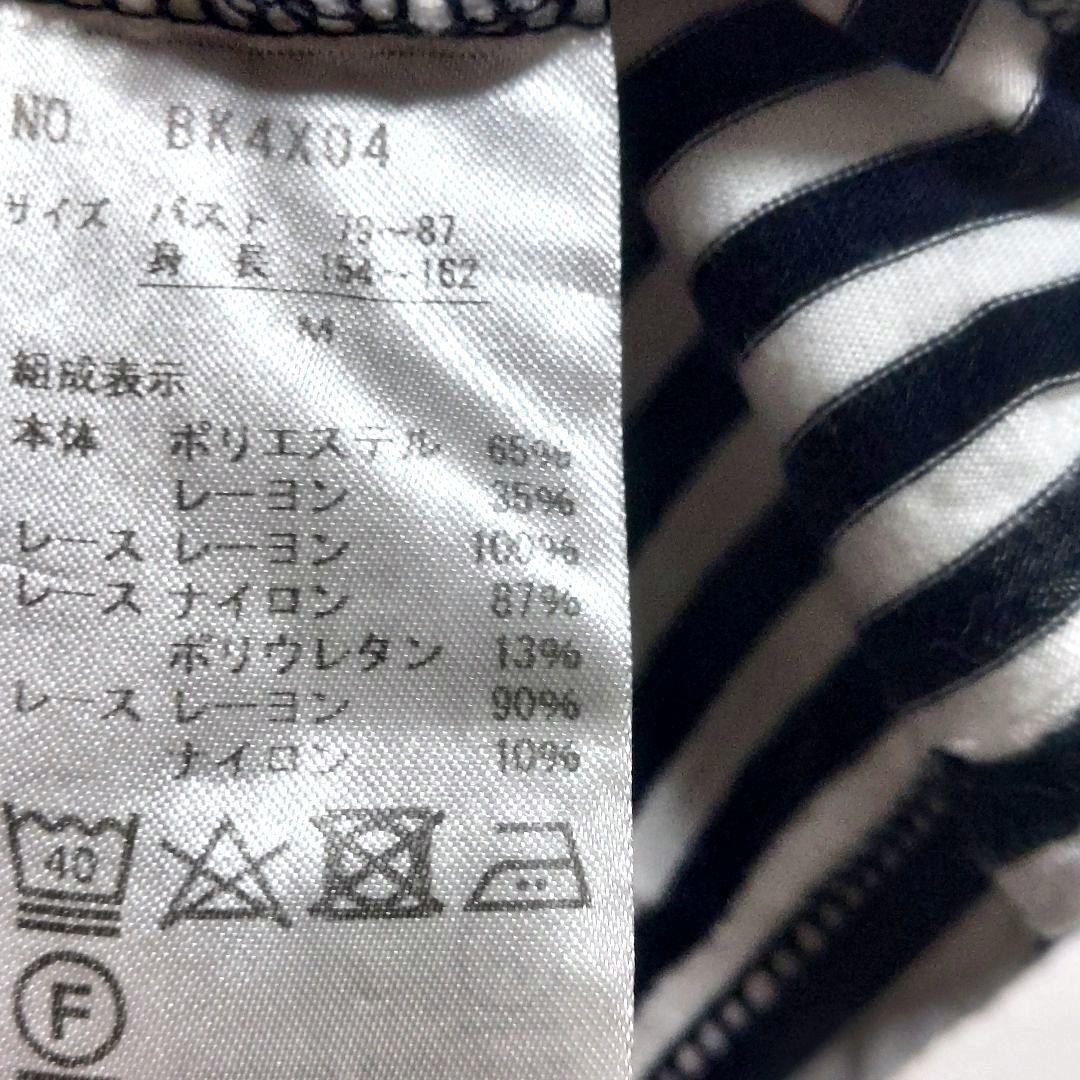 NO. BK4X04
サイズ バスト 79〜87
身長 154〜162
M
組成表示
本体 ポリエステル 65%
レーヨン 35%
レース レーヨン 100%
レース ナイロン 87%
ポリウレタン 13%
レース レーヨン 90%
ナイロン 10%
40
F